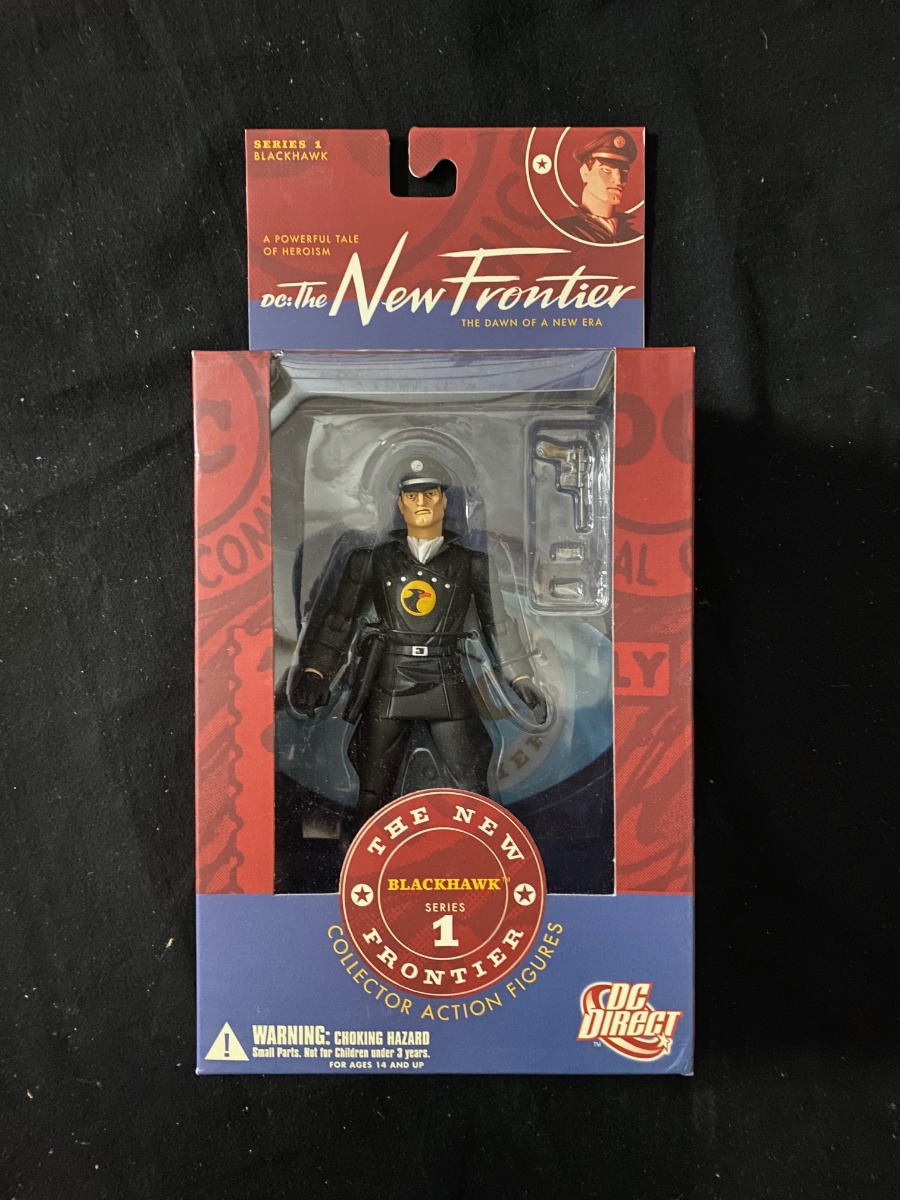 SERIES 1
BLACKHAWK
A POWERFUL TALE
OF HEROISM
DC: The New Frontier
THE DAWN OF A NEW ERA
THE NEW
BLACKHAWK™
SERIES
1
FRONTIER
COLLECTOR ACTION FIGURES
WARNING: CHOKING HAZARD
Small Parts. Not for Children under 3 years.
FOR AGES 14 AND UP
DC
DIRECT
TM